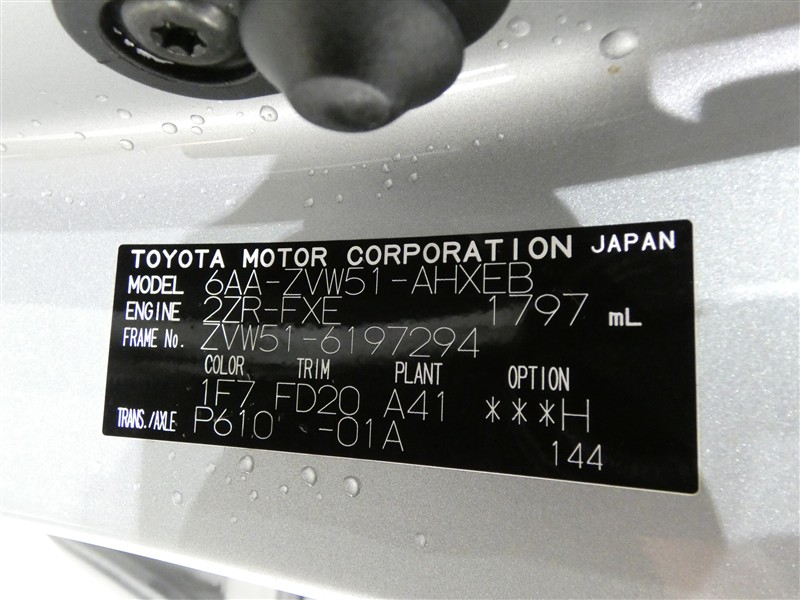 TOYOTA MOTOR CORPORATION JAPAN
MODEL 6AA-ZVW51-AHXEB
ENGINE 2ZR-FXE 1797 mL
FRAME No. ZVW51-6197294
COLOR TRIM PLANT OPTION
1F7 FD20 A41 ***H
TRANS./AXLE P610 -01A
144